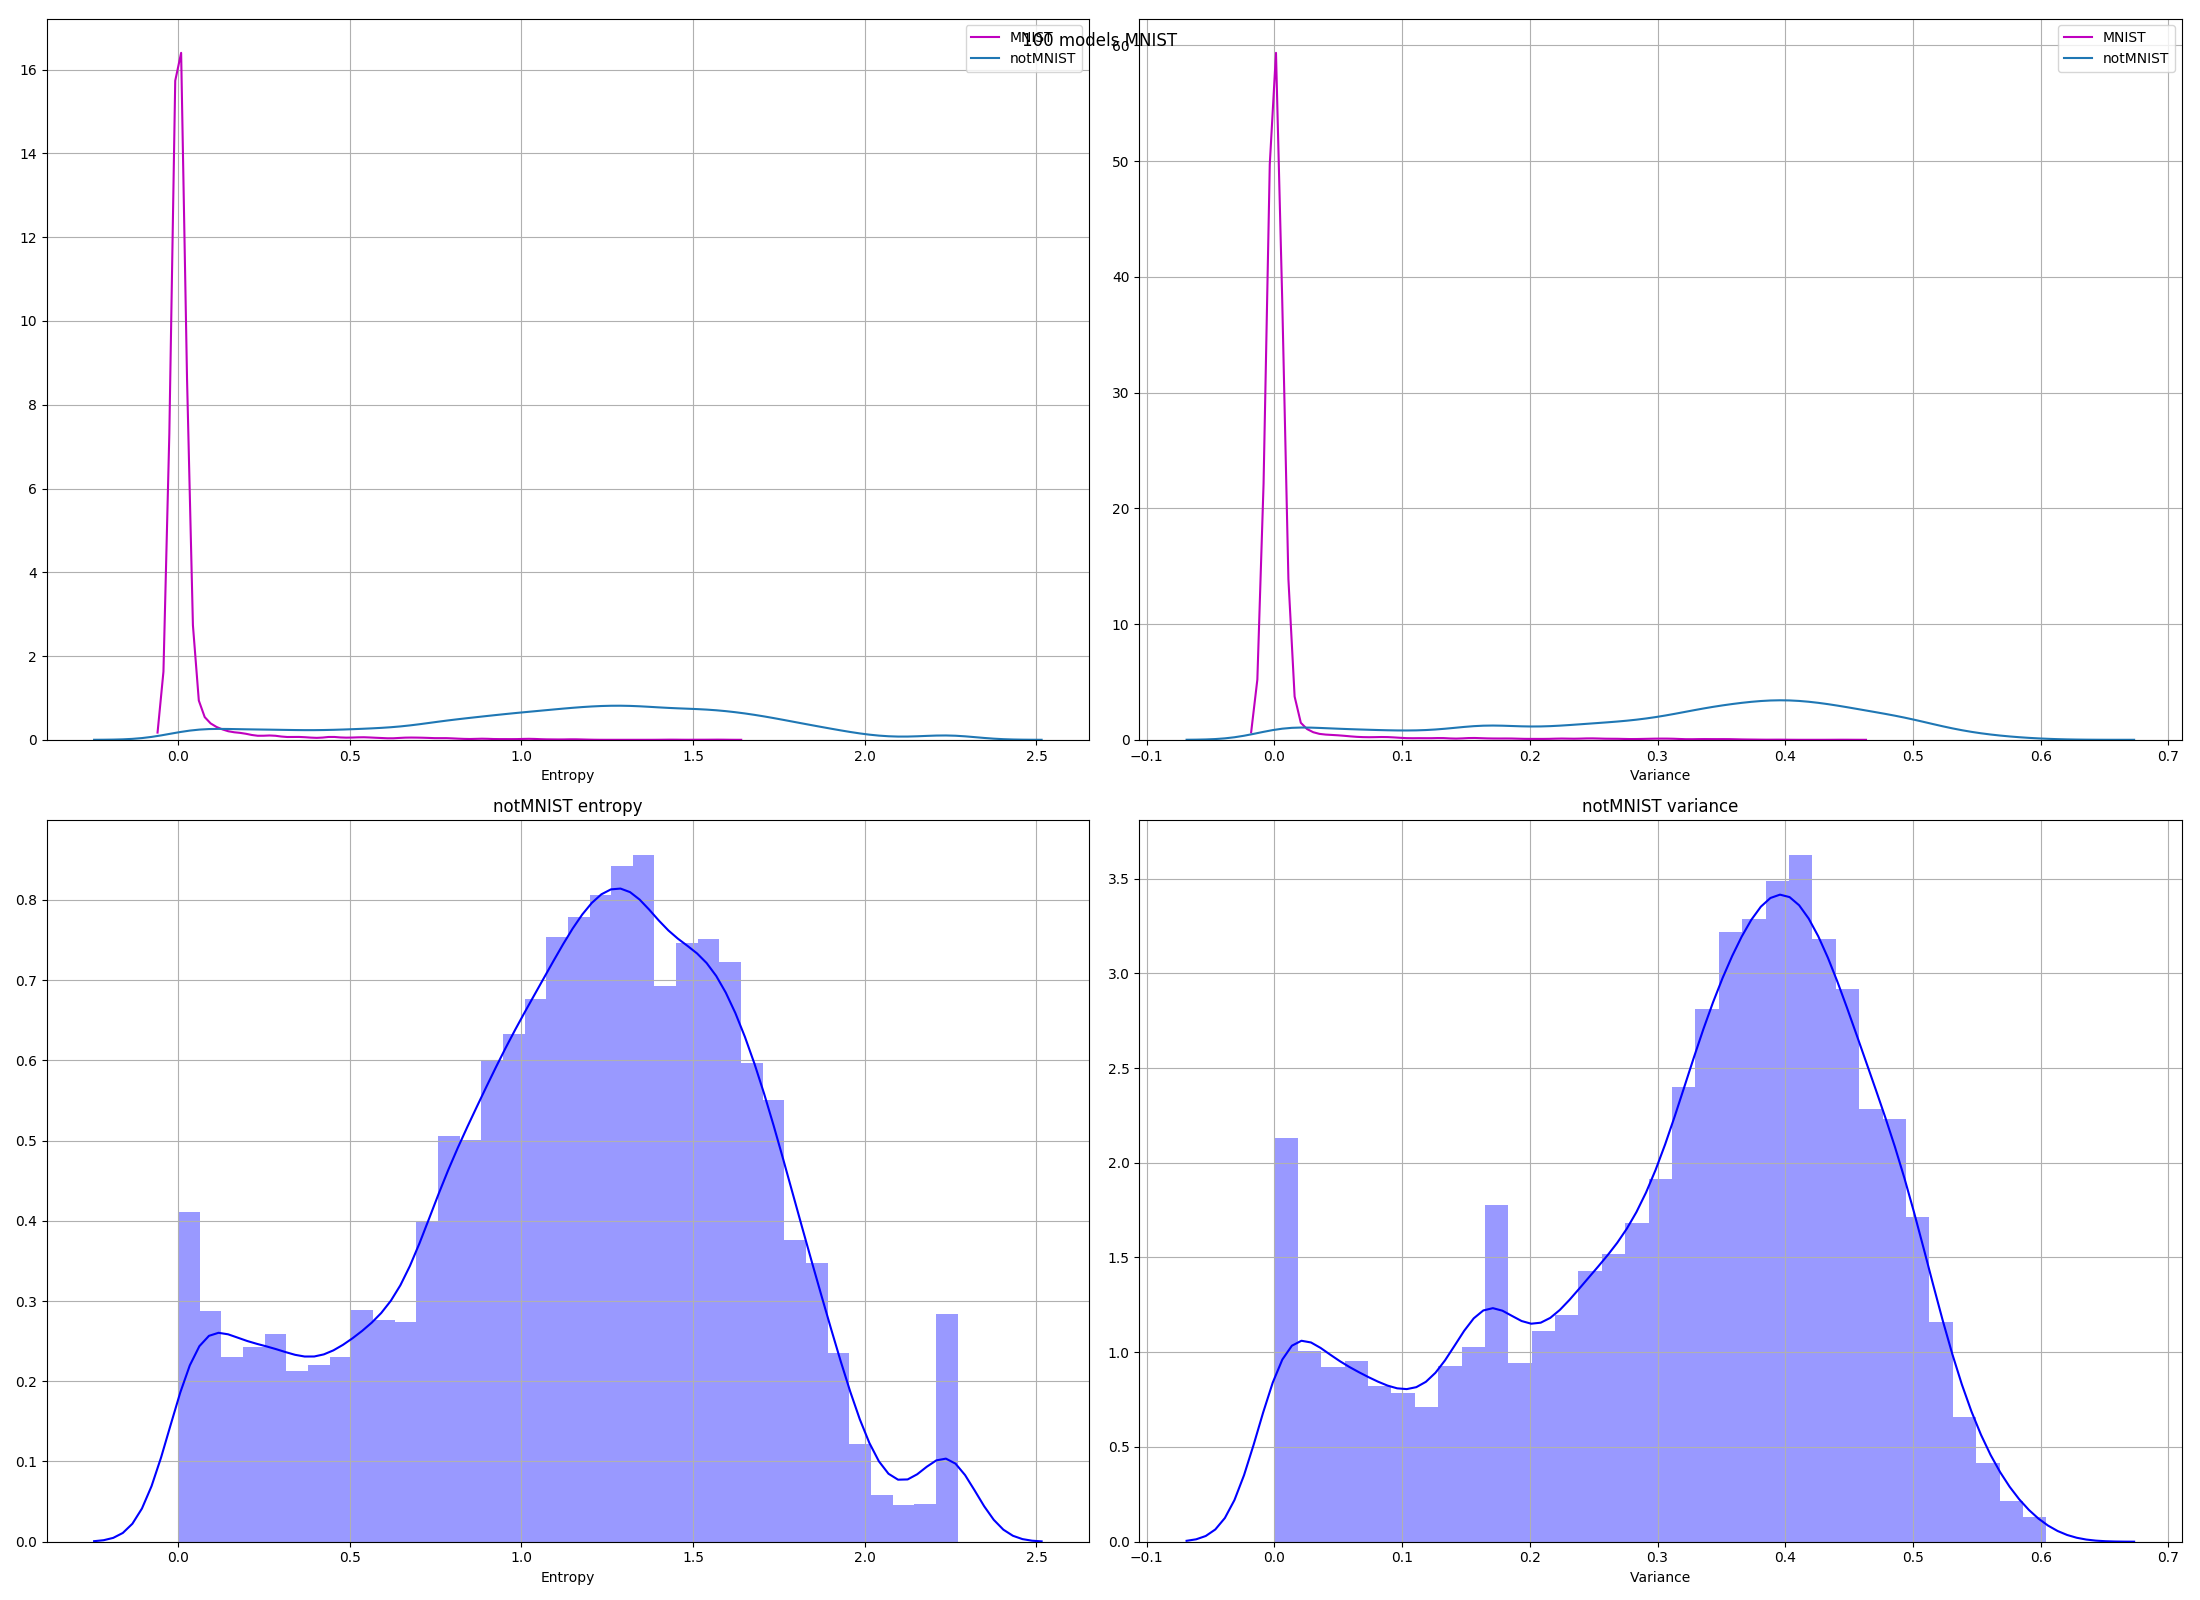 100 models MNIST
MNIST
notMNIST
16
14
12
10
8
6
4
2
0
0.0 0.5 1.0 1.5 2.0 2.5
Entropy
MNIST
notMNIST
60
50
40
30
20
10
0
−0.1 0.0 0.1 0.2 0.3 0.4 0.5 0.6 0.7
Variance
notMNIST entropy
0.8
0.7
0.6
0.5
0.4
0.3
0.2
0.1
0.0
0.0 0.5 1.0 1.5 2.0 2.5
Entropy
notMNIST variance
3.5
3.0
2.5
2.0
1.5
1.0
0.5
0.0
−0.1 0.0 0.1 0.2 0.3 0.4 0.5 0.6 0.7
Variance